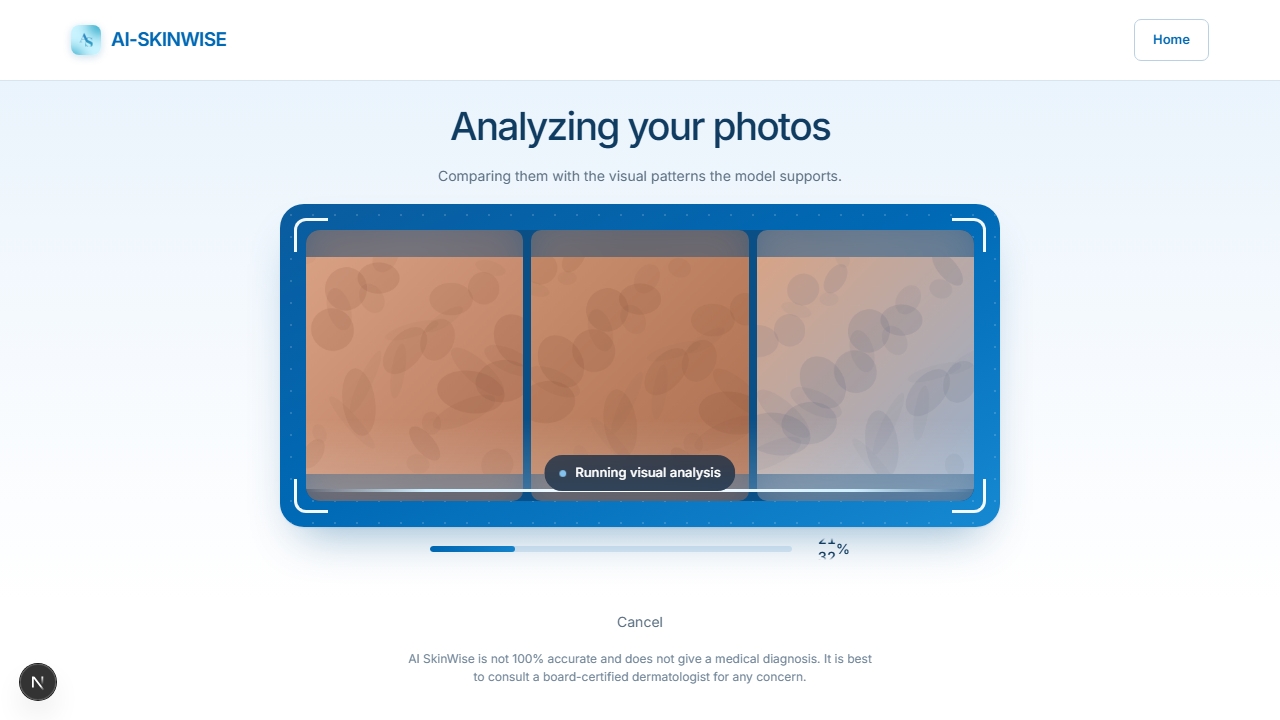 AI-SKINWISE
Home
Analyzing your photos
Comparing them with the visual patterns the model supports.
Running visual analysis
%
Cancel
AI SkinWise is not 100% accurate and does not give a medical diagnosis. It is best
to consult a board-certified dermatologist for any concern.
N